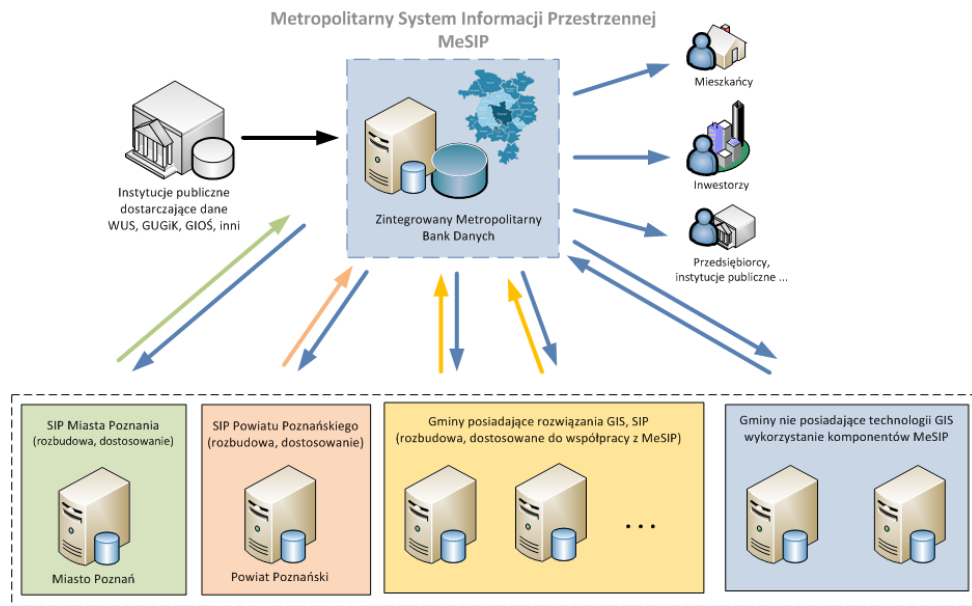 Metropolitarny System Informacji Przestrzennej
MeSIP
Mieszkańcy
Instytucje publiczne
dostarczające dane
WUS, GUGiK, GIOŚ, inni
Zintegrowany Metropolitarny
Bank Danych
Inwestorzy
Przedsiębiorcy,
instytucje publiczne ...
SIP Miasta Poznania
(rozbudowa, dostosowanie)
Miasto Poznań
SIP Powiatu Poznańskiego
(rozbudowa, dostosowanie)
Powiat Poznański
Gminy posiadające rozwiązania GIS, SIP
(rozbudowa, dostosowane do współpracy z MeSIP)
...
Gminy nie posiadające technologii GIS
wykorzystanie komponentów MeSIP